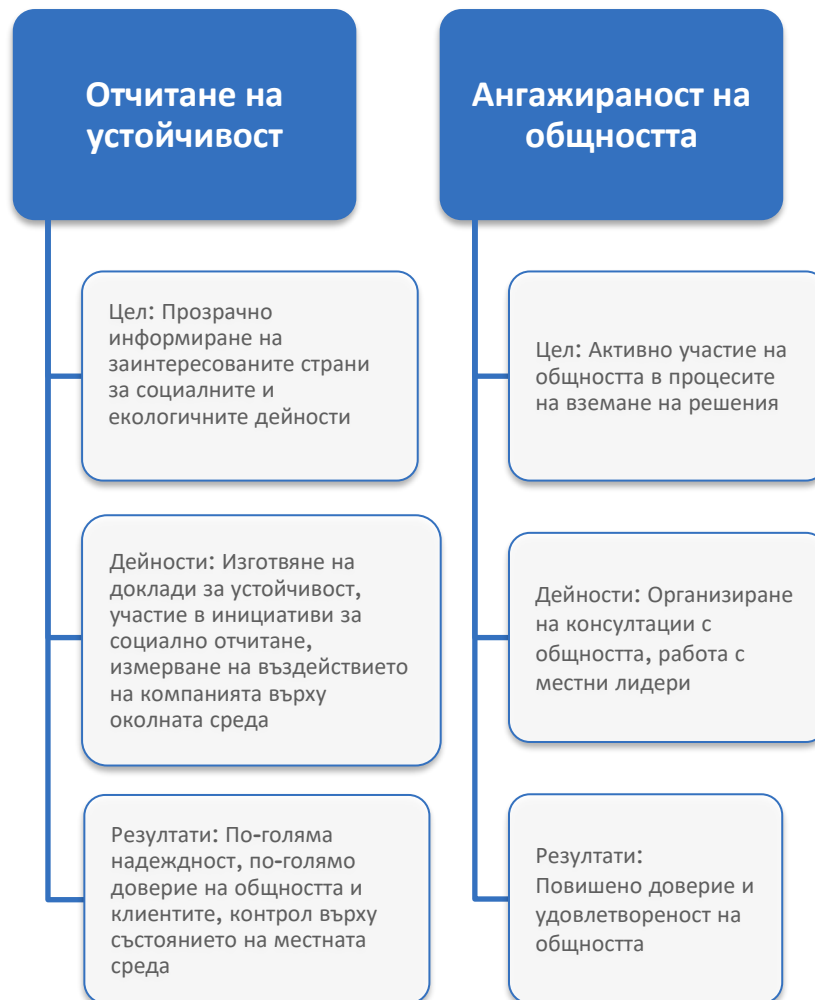 Отчитане на
устойчивост
Цел: Прозрачно
информиране на
заинтересованите страни
за социалните и
екологичните дейности
Дейности: Изготвяне на
доклади за устойчивост,
участие в инициативи за
социално отчитане,
измерване на въздействието
на компанията върху
околната среда
Резултати: По-голяма
надеждност, по-голямо
доверие на общността и
клиентите, контрол върху
състоянието на местната
среда
Ангажираност на
общността
Цел: Активно участие на
общността в процесите
на вземане на решения
Дейности: Организиране
на консултации с
общността, работа с
местни лидери
Резултати:
Повишено доверие и
удовлетвореност на
общността